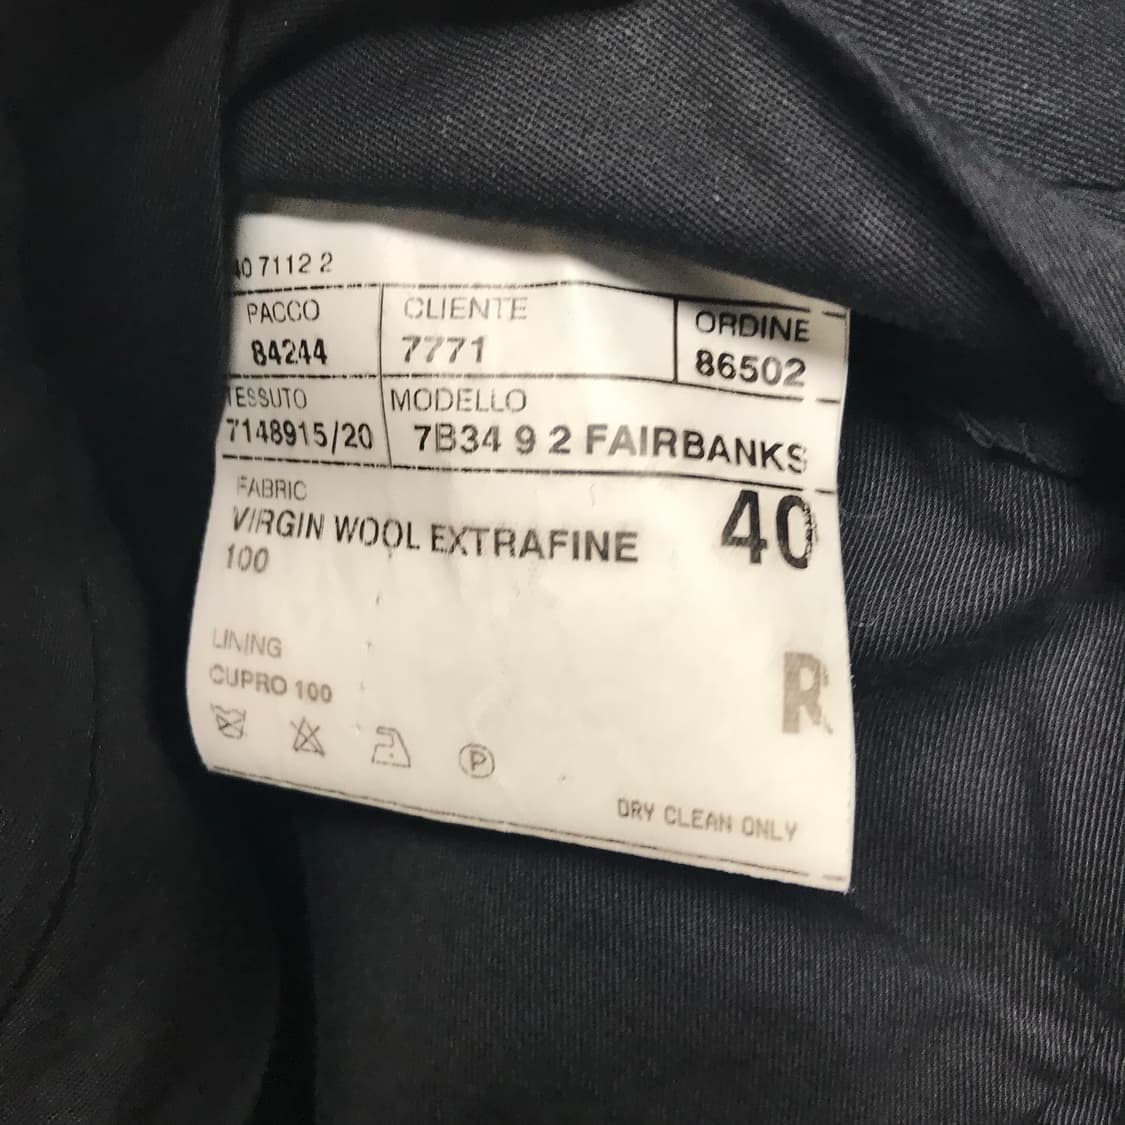 40 7112 2
PACCO CLIENTE ORDINE
84244 7771 86502
TESSUTO MODELLO
7148915/20 7B34 9 2 FAIRBANKS
FABRIC
VIRGIN WOOL EXTRAFINE 40
100
LINING
CUPRO 100 R
P
DRY CLEAN ONLY